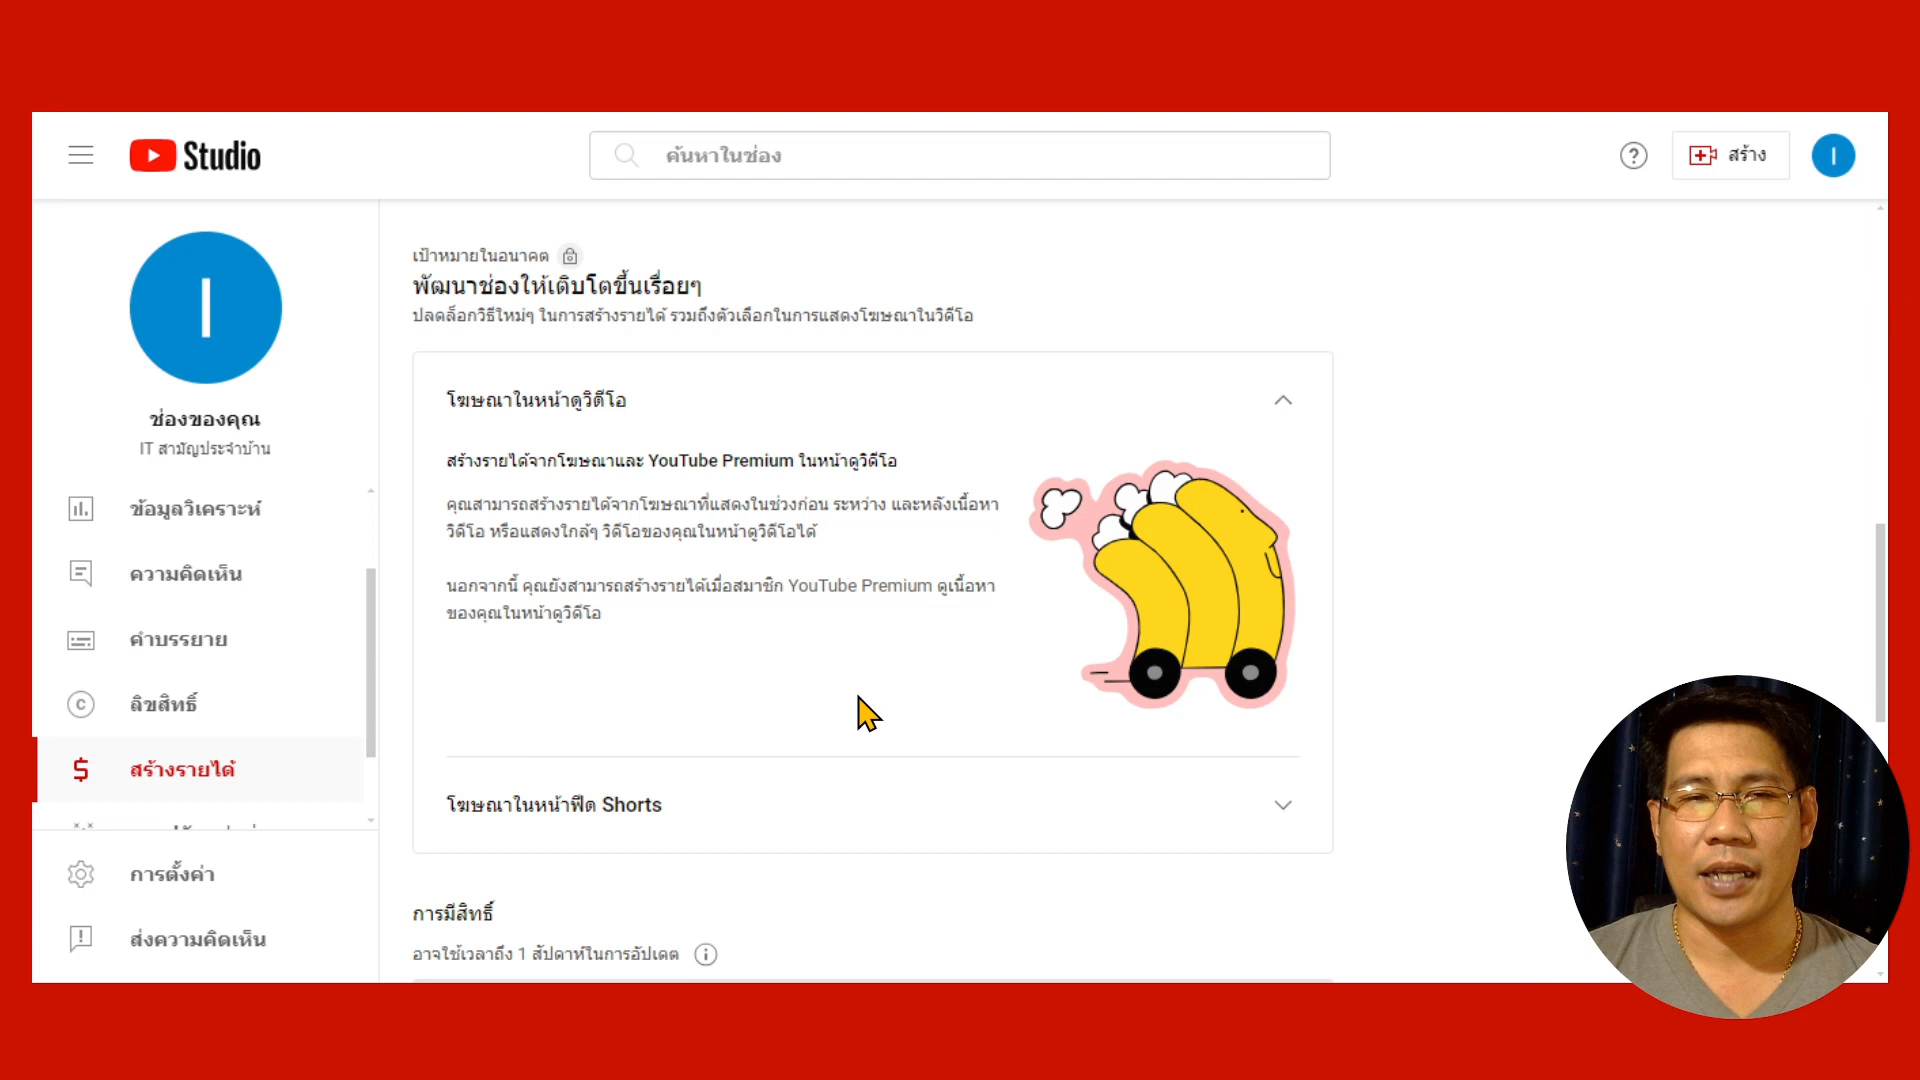 Studio
ค้นหาในช่อง
สร้าง
I
I
ช่องของคุณ
IT สามัญประจำบ้าน
ข้อมูลวิเคราะห์
ความคิดเห็น
คำบรรยาย
ลิขสิทธิ์
สร้างรายได้
การตั้งค่า
ส่งความคิดเห็น
เป้าหมายในอนาคต
พัฒนาช่องให้เติบโตขึ้นเรื่อยๆ
ปลดล็อกวิธีใหม่ๆ ในการสร้างรายได้ รวมถึงตัวเลือกในการแสดงโฆษณาในวิดีโอ
โฆษณาในหน้าดูวิดีโอ
สร้างรายได้จากโฆษณาและ YouTube Premium ในหน้าดูวิดีโอ
คุณสามารถสร้างรายได้จากโฆษณาที่แสดงในช่วงก่อน ระหว่าง และหลังเนื้อหา
วิดีโอ หรือแสดงใกล้ๆ วิดีโอของคุณในหน้าดูวิดีโอได้
นอกจากนี้ คุณยังสามารถสร้างรายได้เมื่อสมาชิก YouTube Premium ดูเนื้อหา
ของคุณในหน้าดูวิดีโอ
โฆษณาในหน้าฟีด Shorts
การมีสิทธิ์
อาจใช้เวลาถึง 1 สัปดาห์ในการอัปเดต